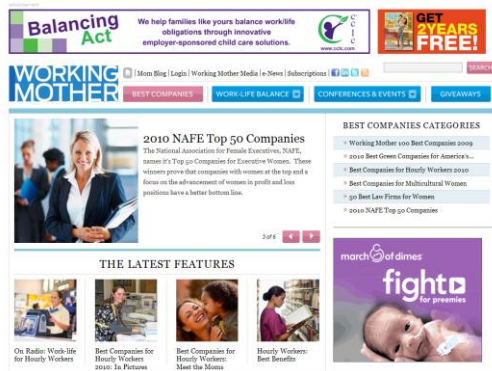 Balancing Act
We help families like yours balance work/life
obligations through innovative
employer-sponsored child care solutions.
cclc
www.cclc.com
GET
2 YEARS
FREE!
WORKING
MOTHER
Mom Blog | Login | Working Mother Media | e-News | Subscriptions
SEARCH
BEST COMPANIES
WORK-LIFE BALANCE
CONFERENCES & EVENTS
GIVEAWAYS
2010 NAFE Top 50 Companies
The National Association for Female Executives, NAFE,
names it's Top 50 Companies for Executive Women. These
winners prove that companies with women at the top and a
focus on the advancement of women in profit and loss
positions have a better bottom line.
3 of 6
BEST COMPANIES CATEGORIES
» Working Mother 100 Best Companies 2009
» 2010 Best Green Companies for America's...
» Best Companies for Hourly Workers 2010
» Best Companies for Multicultural Women
» 50 Best Law Firms for Women
» 2010 NAFE Top 50 Companies
THE LATEST FEATURES
On Radio: Work-life
for Hourly Workers
Best Companies for
Hourly Workers
2010: In Pictures
Best Companies for
Hourly Workers:
Meet the Moms
Hourly Workers:
Best Benefits
march of dimes
fight
for preemies